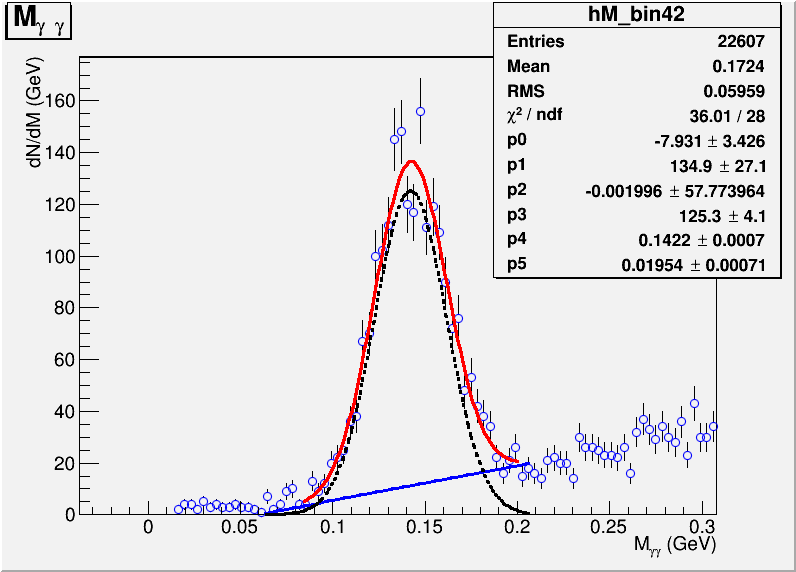 Mγ γ
hM_bin42
Entries 22607
Mean 0.1724
RMS 0.05959
χ² / ndf 36.01 / 28
p0 -7.931 ± 3.426
p1 134.9 ± 27.1
p2 -0.001996 ± 57.773964
p3 125.3 ± 4.1
p4 0.1422 ± 0.0007
p5 0.01954 ± 0.00071
dN/dM (GeV)
160
140
120
100
80
60
40
20
0
0 0.05 0.1 0.15 0.2 0.25 0.3
Mγγ (GeV)